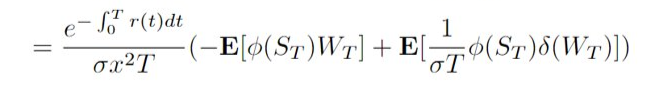 = \frac{e^{-\int_0^T r(t)dt}}{\sigma x^2 T} (-\mathbf{E}[\phi(S_T)W_T] + \mathbf{E}[\frac{1}{\sigma T}\phi(S_T)\delta(W_T)])